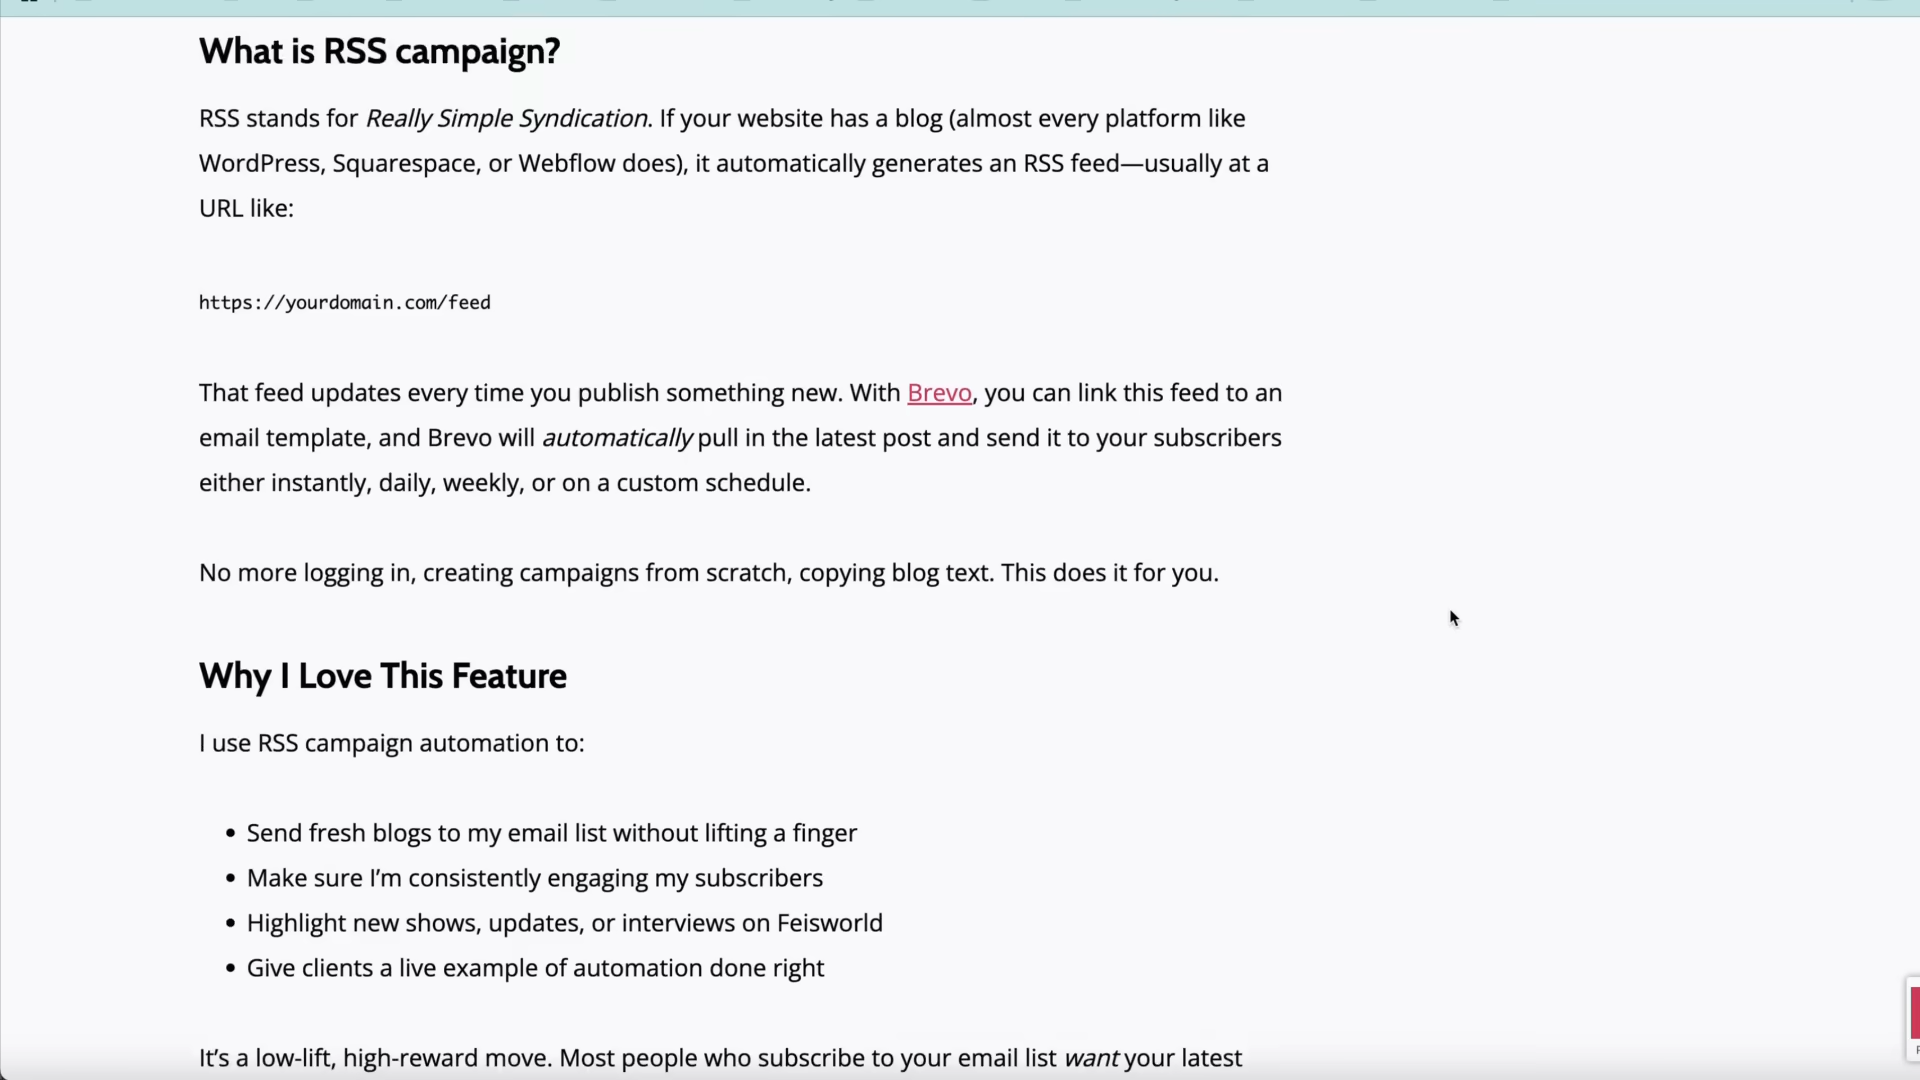 What is RSS campaign?
RSS stands for Really Simple Syndication. If your website has a blog (almost every platform like
WordPress, Squarespace, or Webflow does), it automatically generates an RSS feed—usually at a
URL like:
https://yourdomain.com/feed
That feed updates every time you publish something new. With Brevo, you can link this feed to an
email template, and Brevo will automatically pull in the latest post and send it to your subscribers
either instantly, daily, weekly, or on a custom schedule.
No more logging in, creating campaigns from scratch, copying blog text. This does it for you.
Why I Love This Feature
I use RSS campaign automation to:
• Send fresh blogs to my email list without lifting a finger
• Make sure I’m consistently engaging my subscribers
• Highlight new shows, updates, or interviews on Feisworld
• Give clients a live example of automation done right
It’s a low-lift, high-reward move. Most people who subscribe to your email list want your latest